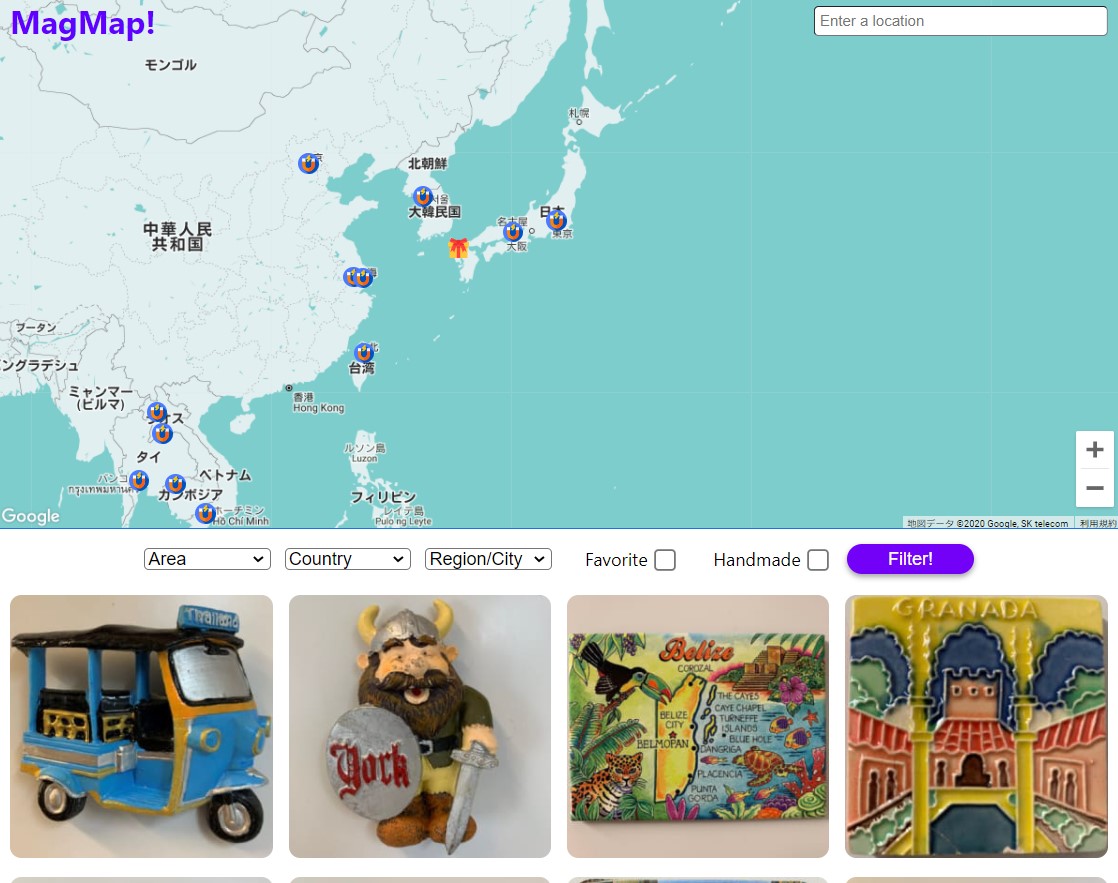 MagMap!
Enter a location
モンゴル
札幌
北朝鮮
大韓民国
中華人民
共和国
日本
名古屋
東京
大阪
ブータン
ングラデシュ
台湾
ミャンマー
(ビルマ)
香港
Hong Kong
タイ
ルソン島
Luzon
ベトナム
カンボジア
フィリピン
レイテ島
Pulo ng Leyte
ホーチミン
Hồ Chí Minh
Google
地図データ ©2020 Google, SK telecom
利用規約
Area
Country
Region/City
Favorite
Handmade
Filter!
Thailand
York
Belize
COROZAL
THE CAYES
CAYE CHAPEL
TURNEFFE
ISLANDS
BLUE HOLE
BELIZE
CITY
BELMOPAN
DANGRIGA
PLACENCIA
PUNTA
GORDA
GRANADA